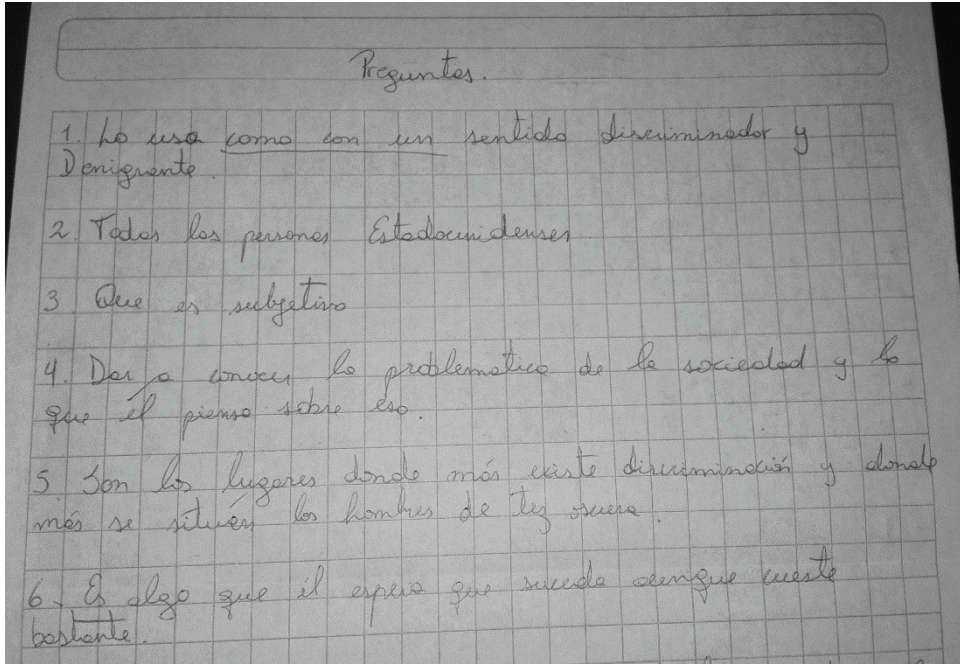 Preguntas.
1. Lo usa como con un sentido discriminador y
Denigrante.
2. Todas las personas Estadounidenses
3. Que es subjetivo
4. Dar a conocer la problematica de la sociedad y lo
que él piensa sobre eso.
5. Son los lugares donde más existe discriminación y donde
más se sitúen los hombres de tez oscura.
6. Es algo que él espera que suceda aunque cueste
bastante.